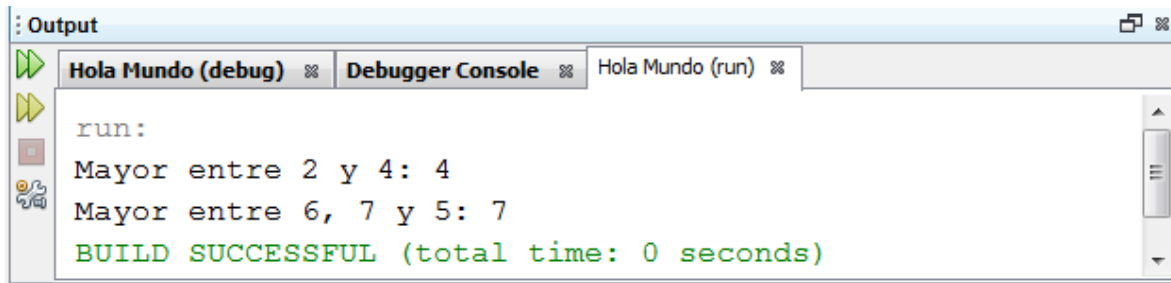 Output
Hola Mundo (debug) Debugger Console Hola Mundo (run)
run:
Mayor entre 2 y 4: 4
Mayor entre 6, 7 y 5: 7
BUILD SUCCESSFUL (total time: 0 seconds)